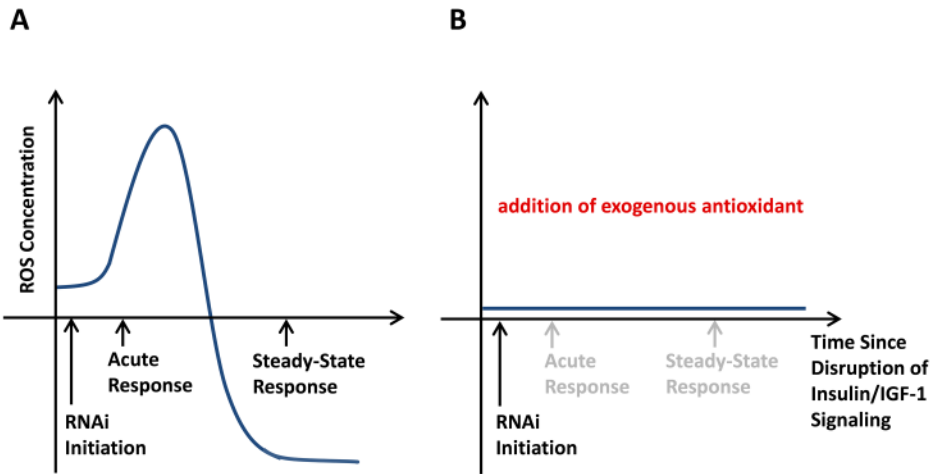 A
B
ROS Concentration
addition of exogenous antioxidant
Acute
Response
Steady-State
Response
RNAi
Initiation
Acute
Response
Steady-State
Response
RNAi
Initiation
Time Since
Disruption of
Insulin/IGF-1
Signaling